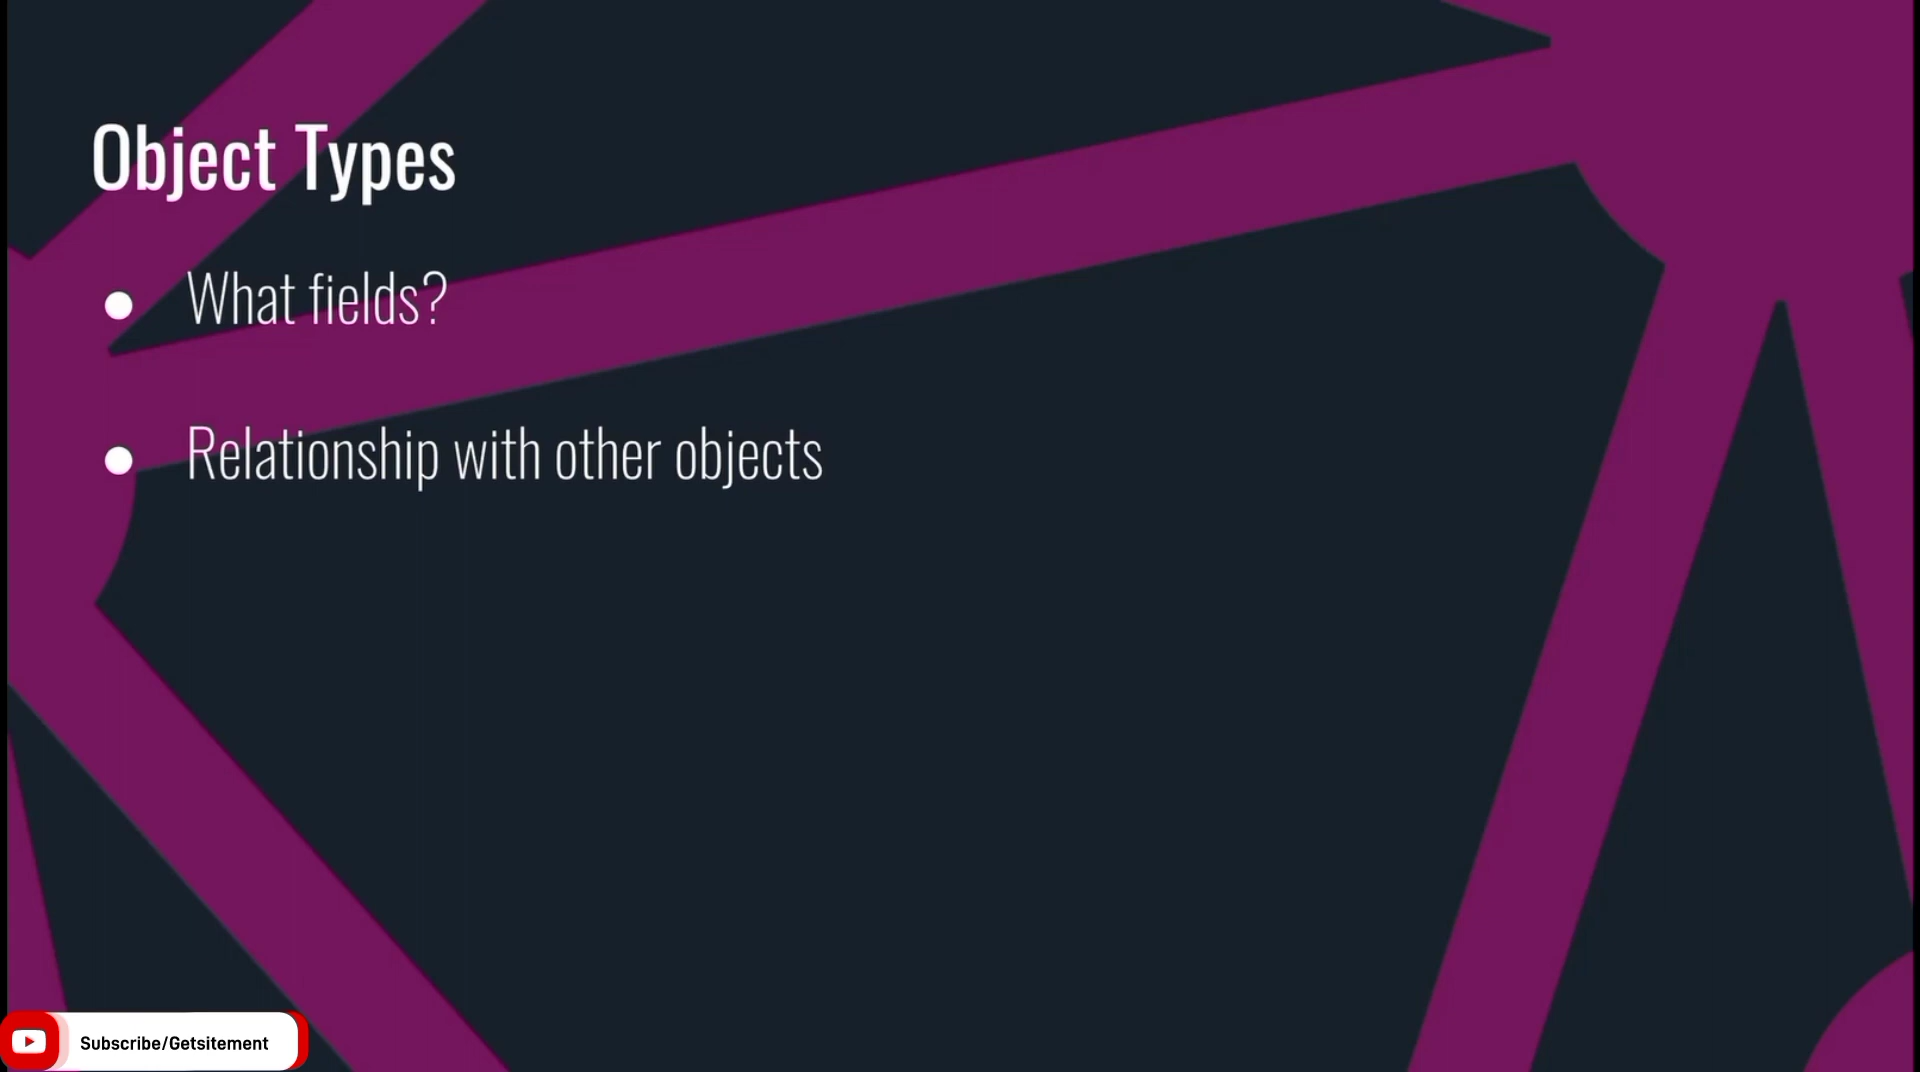 Object Types
What fields?
Relationship with other objects
Subscribe/Getsitement